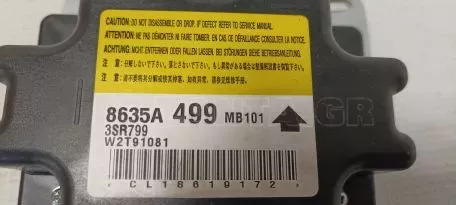 CAUTION: DO NOT DISASSEMBLE OR DROP. IF DEFECT REFER TO S/MANUAL.
ATTENTION: NE PAS DÉMONTER NI FAIRE TOMBER. EN CAS DE DÉFAILLANCE CONSULTER LA NOTICE.
ACHTUNG: NICHT ENTFERNEN ODER FALLEN LASSEN. BEI STÖRUNGEN SIEHE BETRIEBSANLEITUNG.
8635A 499 MB101
3SR799
W2T91081
CL18619172